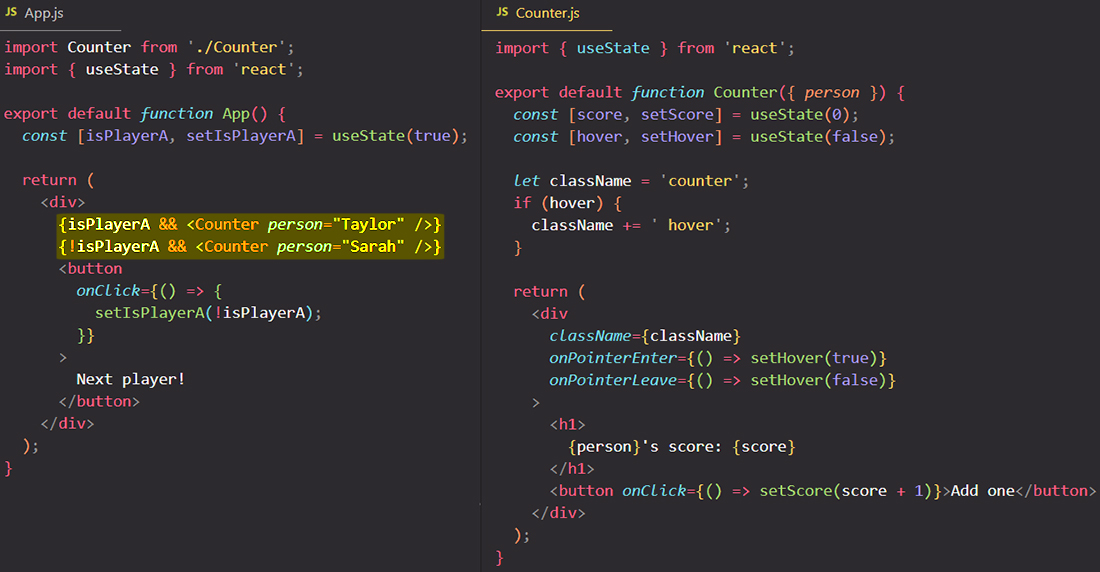 JS App.js
import Counter from './Counter';
import { useState } from 'react';
export default function App() {
const [isPlayerA, setIsPlayerA] = useState(true);
return (
<div>
{isPlayerA && <Counter person="Taylor" />}
{!isPlayerA && <Counter person="Sarah" />}
<button
onClick={() => {
setIsPlayerA(!isPlayerA);
}}
>
Next player!
</button>
</div>
);
}
JS Counter.js
import { useState } from 'react';
export default function Counter({ person }) {
const [score, setScore] = useState(0);
const [hover, setHover] = useState(false);
let className = 'counter';
if (hover) {
className += ' hover';
}
return (
<div
className={className}
onPointerEnter={() => setHover(true)}
onPointerLeave={() => setHover(false)}
>
<h1>
{person}'s score: {score}
</h1>
<button onClick={() => setScore(score + 1)}>Add one</button>
</div>
);
}